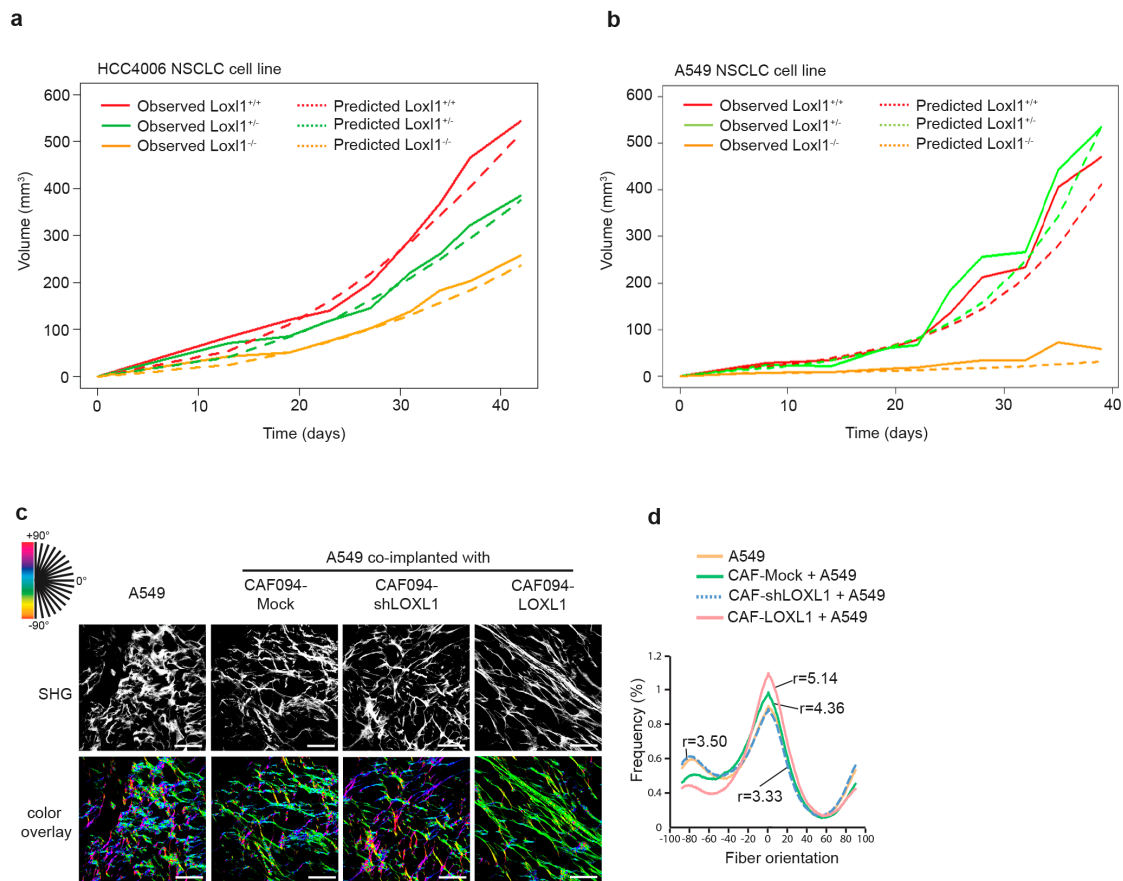 a
HCC4006 NSCLC cell line
600
500
400
300
200
100
0
Volume (mm³)
Observed Loxl1+/+
Observed Loxl1+/-
Observed Loxl1-/-
Predicted Loxl1+/+
Predicted Loxl1+/-
Predicted Loxl1-/-
0 10 20 30 40
Time (days)
b
A549 NSCLC cell line
600
500
400
300
200
100
0
Volume (mm³)
Observed Loxl1+/+
Observed Loxl1+/-
Observed Loxl1-/-
Predicted Loxl1+/+
Predicted Loxl1+/-
Predicted Loxl1-/-
0 10 20 30 40
Time (days)
c
+90°
0°
-90°
A549 co-implanted with
A549
CAF094-
Mock
CAF094-
shLOXL1
CAF094-
LOXL1
SHG
color
overlay
d
A549
CAF-Mock + A549
CAF-shLOXL1 + A549
CAF-LOXL1 + A549
1.2
1
0.8
0.6
0.4
0
Frequency (%)
r=5.14
r=4.36
r=3.50
r=3.33
-100 -80 -60 -40 -20 0 20 40 60 80 100
Fiber orientation